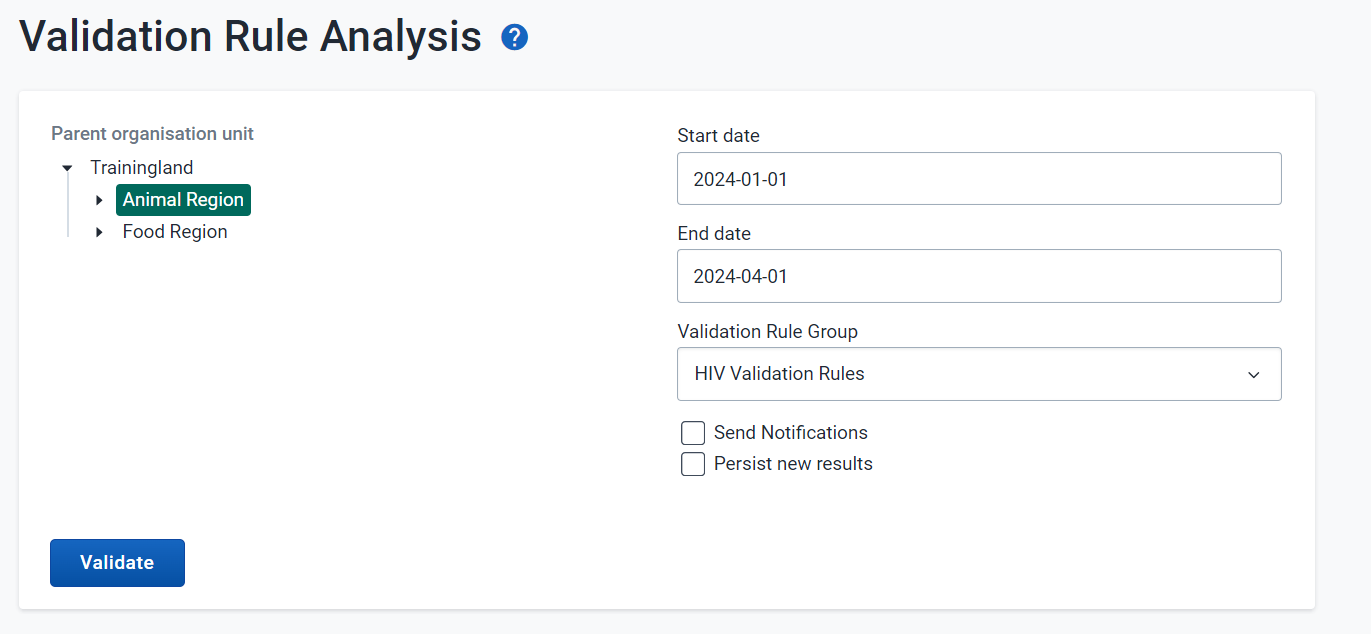 Validation Rule Analysis ?
Parent organisation unit
Trainingland
Animal Region
Food Region
Start date
2024-01-01
End date
2024-04-01
Validation Rule Group
HIV Validation Rules
Send Notifications
Persist new results
Validate